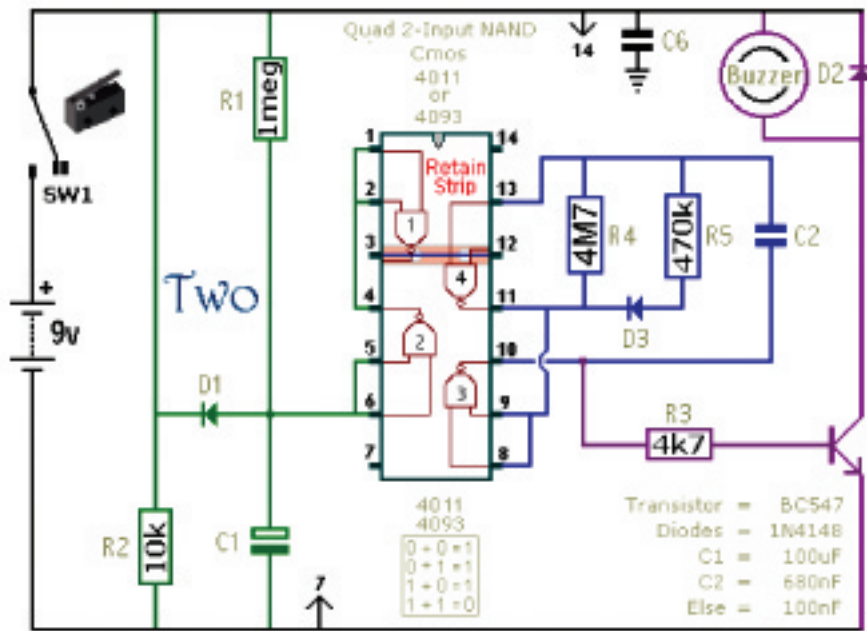 Quad 2-Input NAND
Cmos
4011
or
4093
14
C6
Buzzer
D2
R1
1meg
SW1
1
2
3
4
5
6
7
14
13
12
11
10
9
8
Retain
Strip
1
4
2
3
4M7
R4
470k
R5
C2
D3
Two
+
9v
D1
R3
4k7
R2
10k
C1
4011
4093
0 + 0 = 1
0 + 1 = 1
1 + 0 = 1
1 + 1 = 0
7
Transistor = BC547
Diodes = 1N4148
C1 = 100uF
C2 = 680nF
Else = 100nF